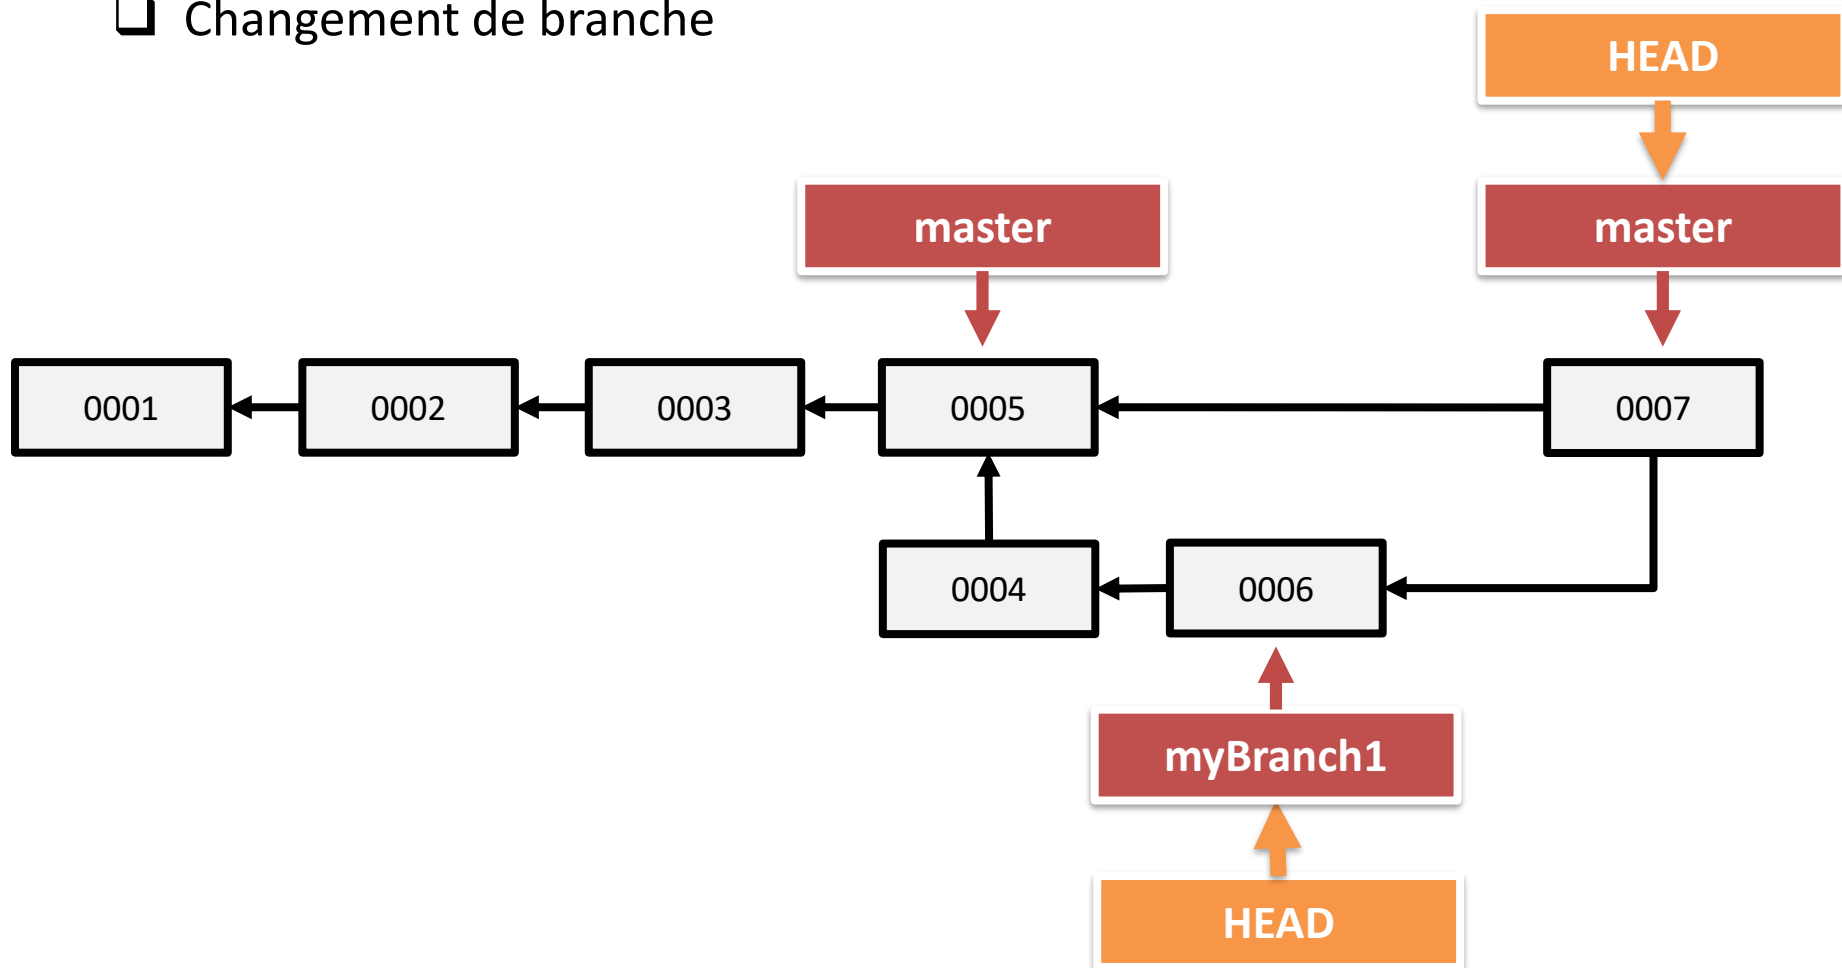 Changement de branche
HEAD
master
master
0001
0002
0003
0005
0007
0004
0006
myBranch1
HEAD